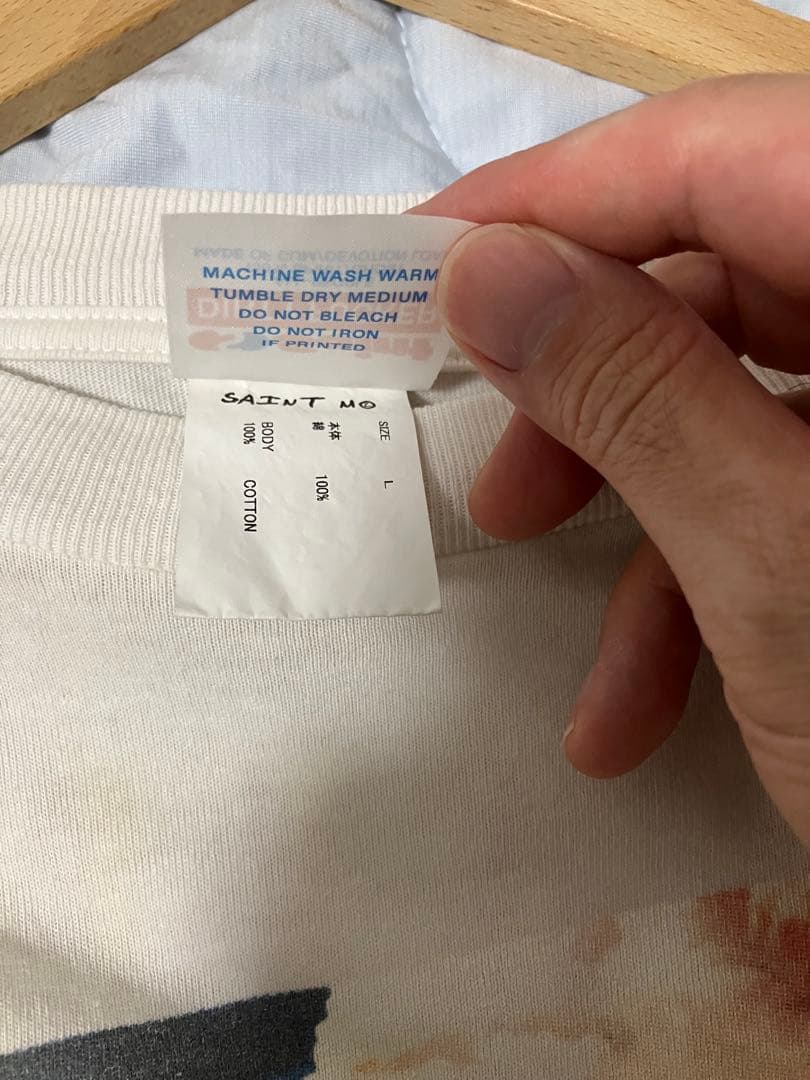 MACHINE WASH WARM
TUMBLE DRY MEDIUM
DO NOT BLEACH
DO NOT IRON
IF PRINTED
SAINT M
SIZE L
本体 綿 100%
BODY 100% COTTON